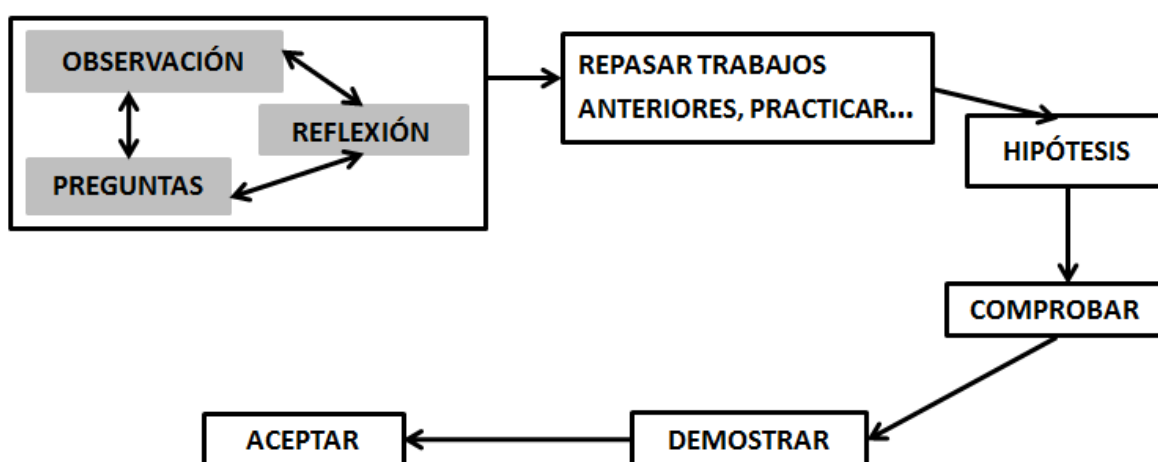 OBSERVACIÓN
REFLEXIÓN
PREGUNTAS
REPASAR TRABAJOS
ANTERIORES, PRACTICAR...
HIPÓTESIS
COMPROBAR
DEMOSTRAR
ACEPTAR